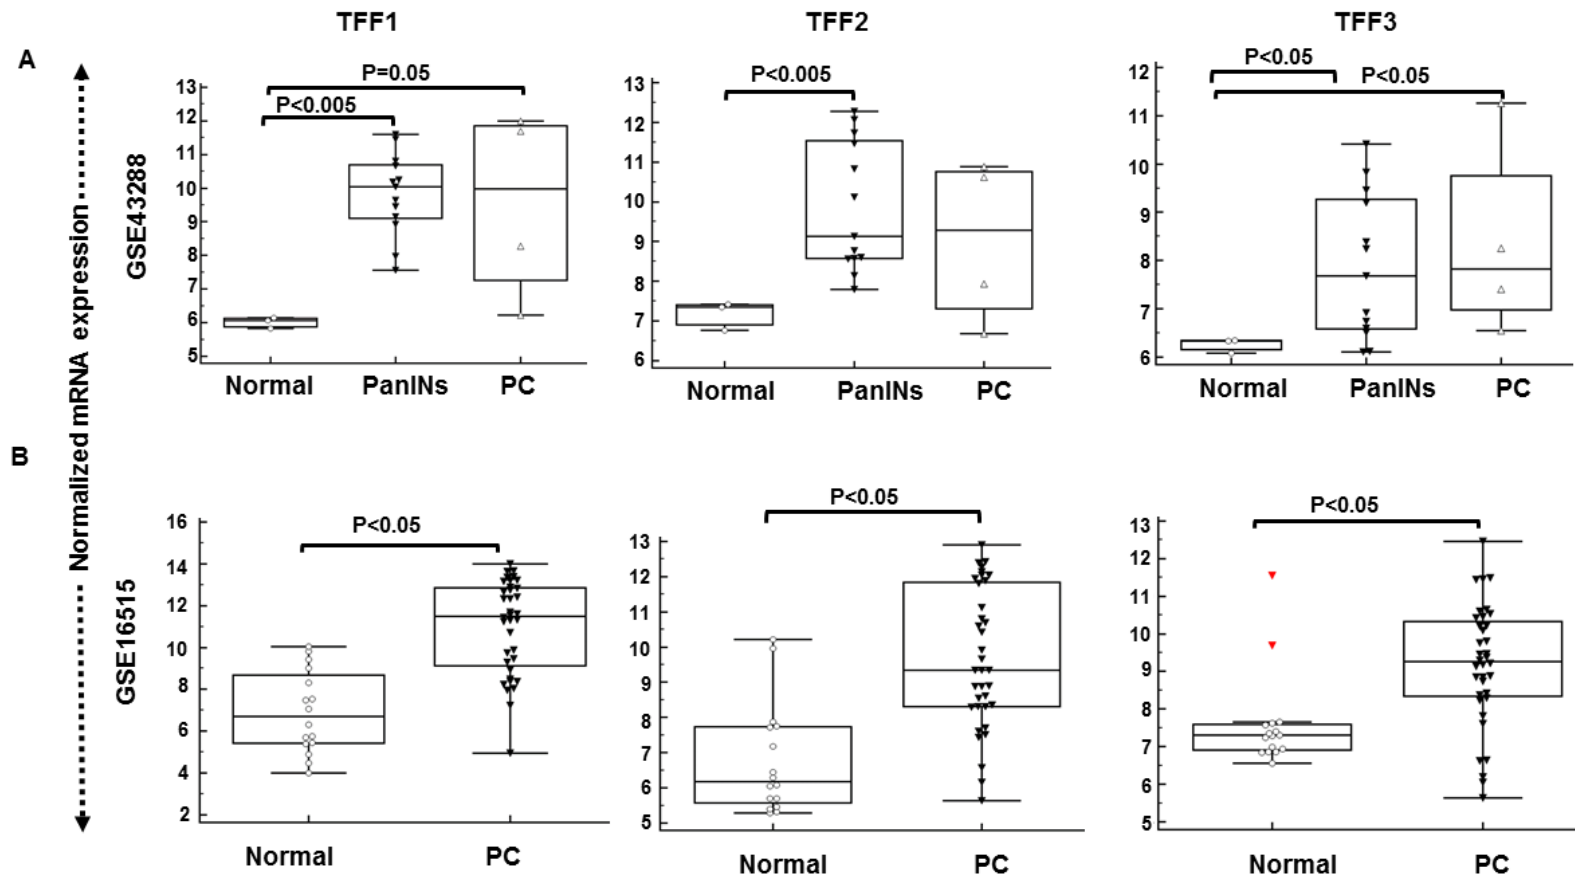 TFF1
TFF2
TFF3
A
P=0.05
P<0.005
P<0.005
P<0.05
P<0.05
13
12
11
10
9
8
7
6
5
13
12
11
10
9
8
7
6
12
11
10
9
8
7
6
Normal
PanINs
PC
Normal
PanINs
PC
Normal
PanINs
PC
GSE43288
Normalized mRNA expression
B
P<0.05
P<0.05
P<0.05
16
14
12
10
8
6
4
2
13
12
11
10
9
8
7
6
5
13
12
11
10
9
8
7
6
5
GSE16515
Normal
PC
Normal
PC
Normal
PC